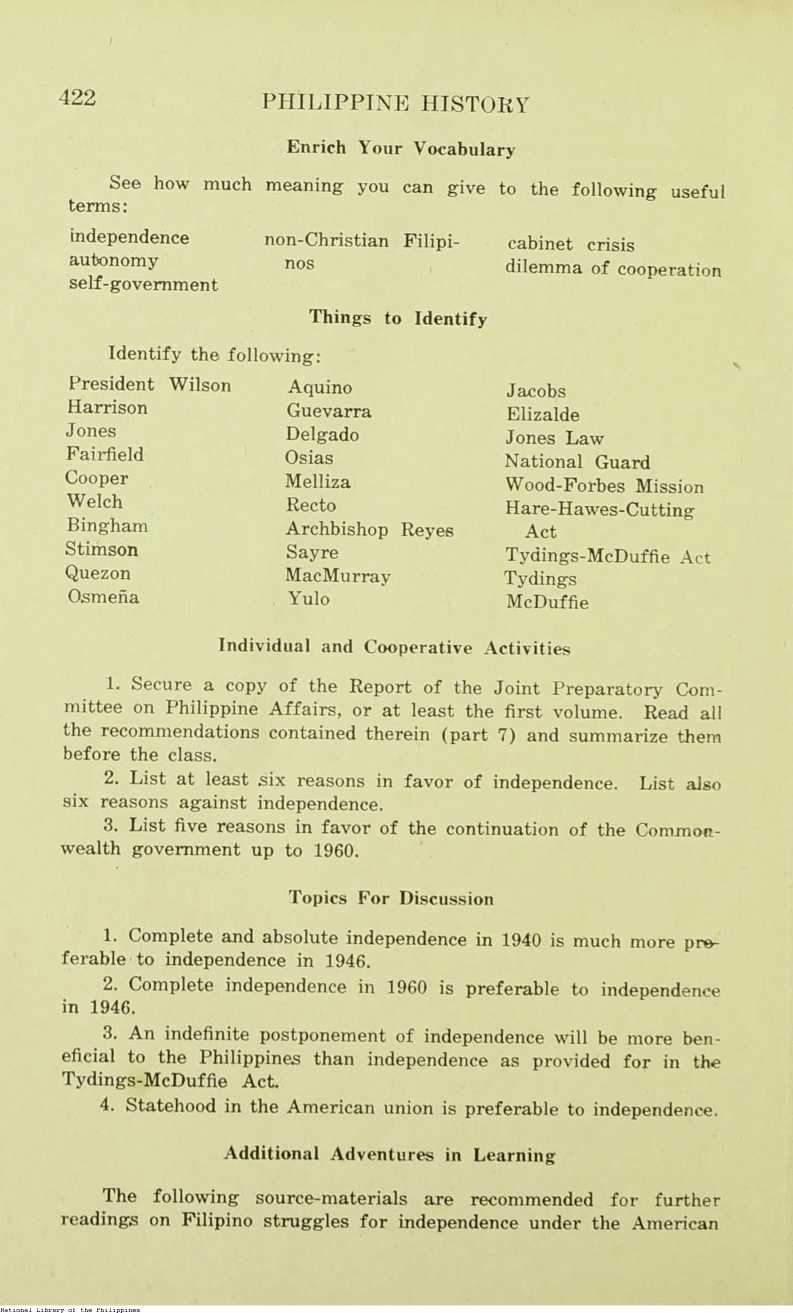 422 PHILIPPINE HISTORY
Enrich Your Vocabulary
See how much meaning you can give to the following useful
terms:
independence non-Christian Filipi- cabinet crisis
autonomy nos dilemma of cooperation
self-government
Things to Identify
Identify the following:
President Wilson Aquino Jacobs
Harrison Guevarra Elizalde
Jones Delgado Jones Law
Fairfield Osias National Guard
Cooper Melliza Wood-Forbes Mission
Welch Recto Hare-Hawes-Cutting
Bingham Archbishop Reyes Act
Stimson Sayre Tydings-McDuffie Act
Quezon MacMurray Tydings
Osmeña Yulo McDuffie
Individual and Cooperative Activities
1. Secure a copy of the Report of the Joint Preparatory Com-
mittee on Philippine Affairs, or at least the first volume. Read all
the recommendations contained therein (part 7) and summarize them
before the class.
2. List at least six reasons in favor of independence. List also
six reasons against independence.
3. List five reasons in favor of the continuation of the Common-
wealth government up to 1960.
Topics For Discussion
1. Complete and absolute independence in 1940 is much more pre-
ferable to independence in 1946.
2. Complete independence in 1960 is preferable to independence
in 1946.
3. An indefinite postponement of independence will be more ben-
eficial to the Philippines than independence as provided for in the
Tydings-McDuffie Act.
4. Statehood in the American union is preferable to independence.
Additional Adventures in Learning
The following source-materials are recommended for further
readings on Filipino struggles for independence under the American
National Library of the Philippines